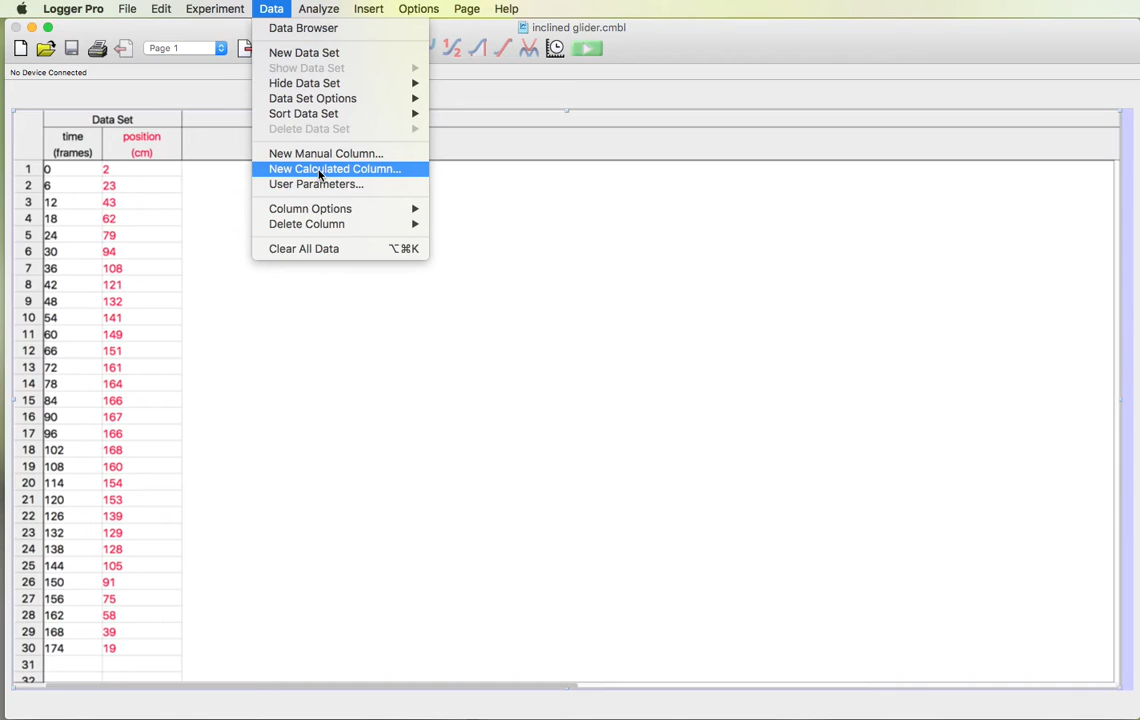 Logger Pro File Edit Experiment Data Analyze Insert Options Page Help
inclined glider.cmbl
Page 1
No Device Connected
Data Browser
New Data Set
Show Data Set
Hide Data Set
Data Set Options
Sort Data Set
Delete Data Set
New Manual Column...
New Calculated Column...
User Parameters...
Column Options
Delete Column
Clear All Data ⌥⌘K
Data Set
time position
(frames) (cm)
1 0 2
2 6 23
3 12 43
4 18 62
5 24 79
6 30 94
7 36 108
8 42 121
9 48 132
10 54 141
11 60 149
12 66 151
13 72 161
14 78 164
15 84 166
16 90 167
17 96 166
18 102 168
19 108 160
20 114 154
21 120 153
22 126 139
23 132 129
24 138 128
25 144 105
26 150 91
27 156 75
28 162 58
29 168 39
30 174 19
31
32